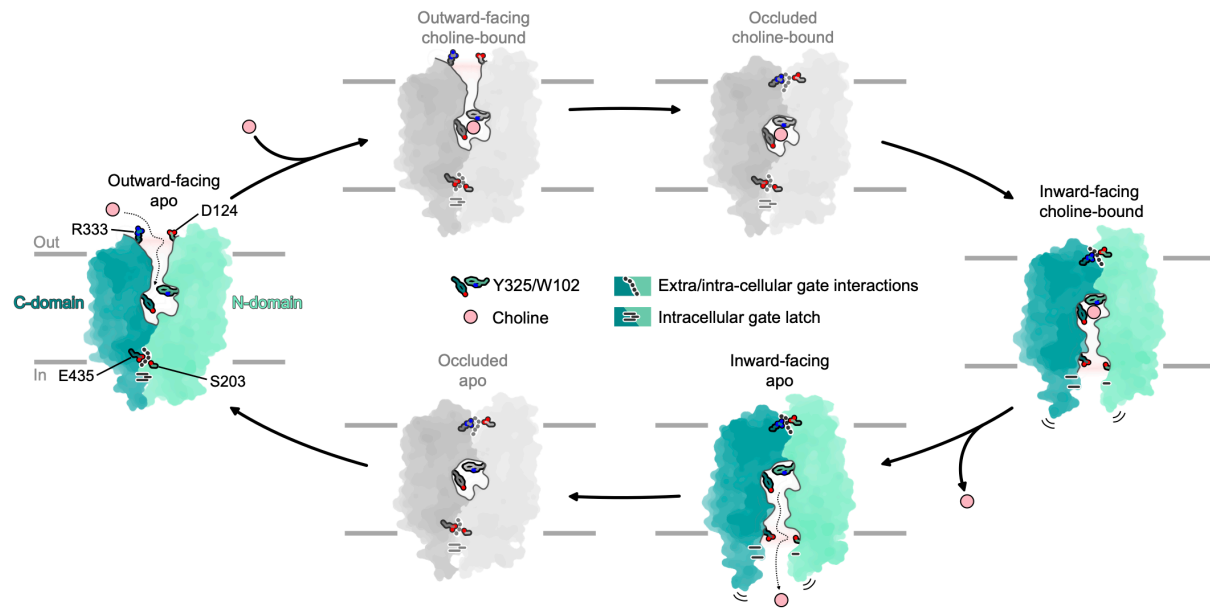 Outward-facing
choline-bound
Occluded
choline-bound
Outward-facing
apo
D124
R333
Out
C-domain
N-domain
In
E435
S203
Inward-facing
choline-bound
Y325/W102
Choline
Extra/intra-cellular gate interactions
Intracellular gate latch
Occluded
apo
Inward-facing
apo